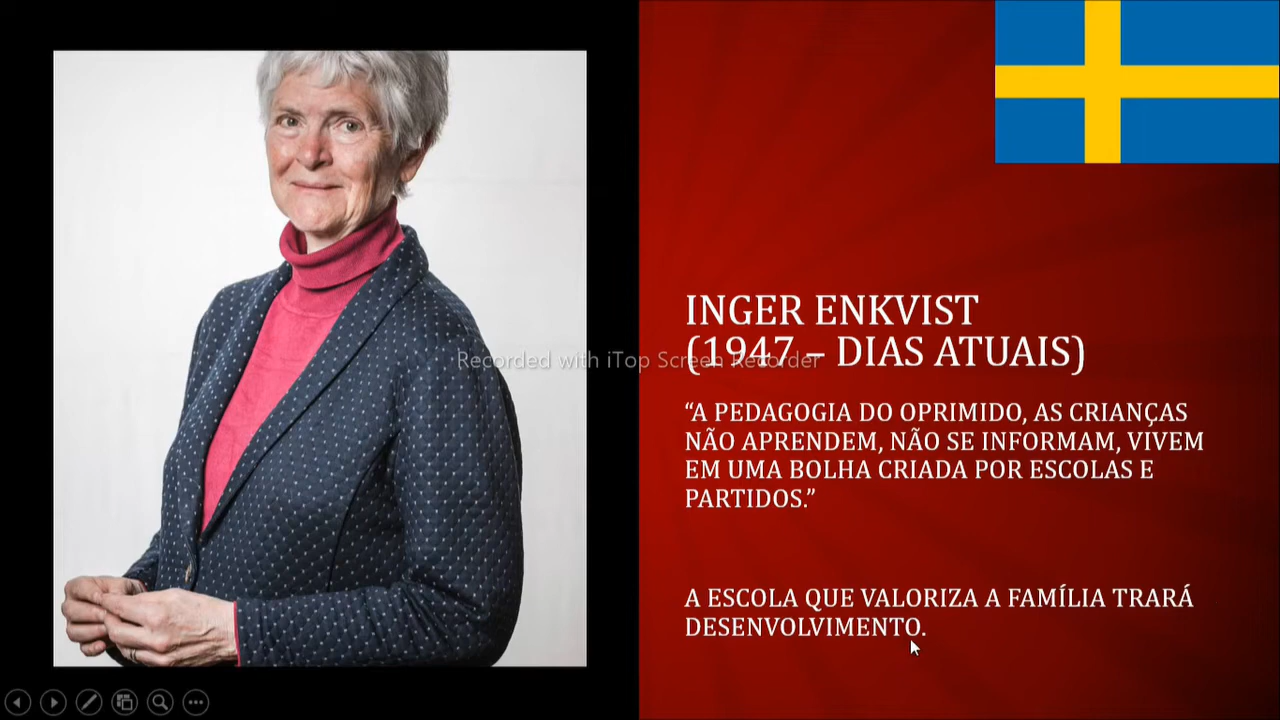 INGER ENKVIST
(1947 – DIAS ATUAIS)
Recorded with iTop Screen Recorder
“A PEDAGOGIA DO OPRIMIDO, AS CRIANÇAS
NÃO APRENDEM, NÃO SE INFORMAM, VIVEM
EM UMA BOLHA CRIADA POR ESCOLAS E
PARTIDOS.”
A ESCOLA QUE VALORIZA A FAMÍLIA TRARÁ
DESENVOLVIMENTO.